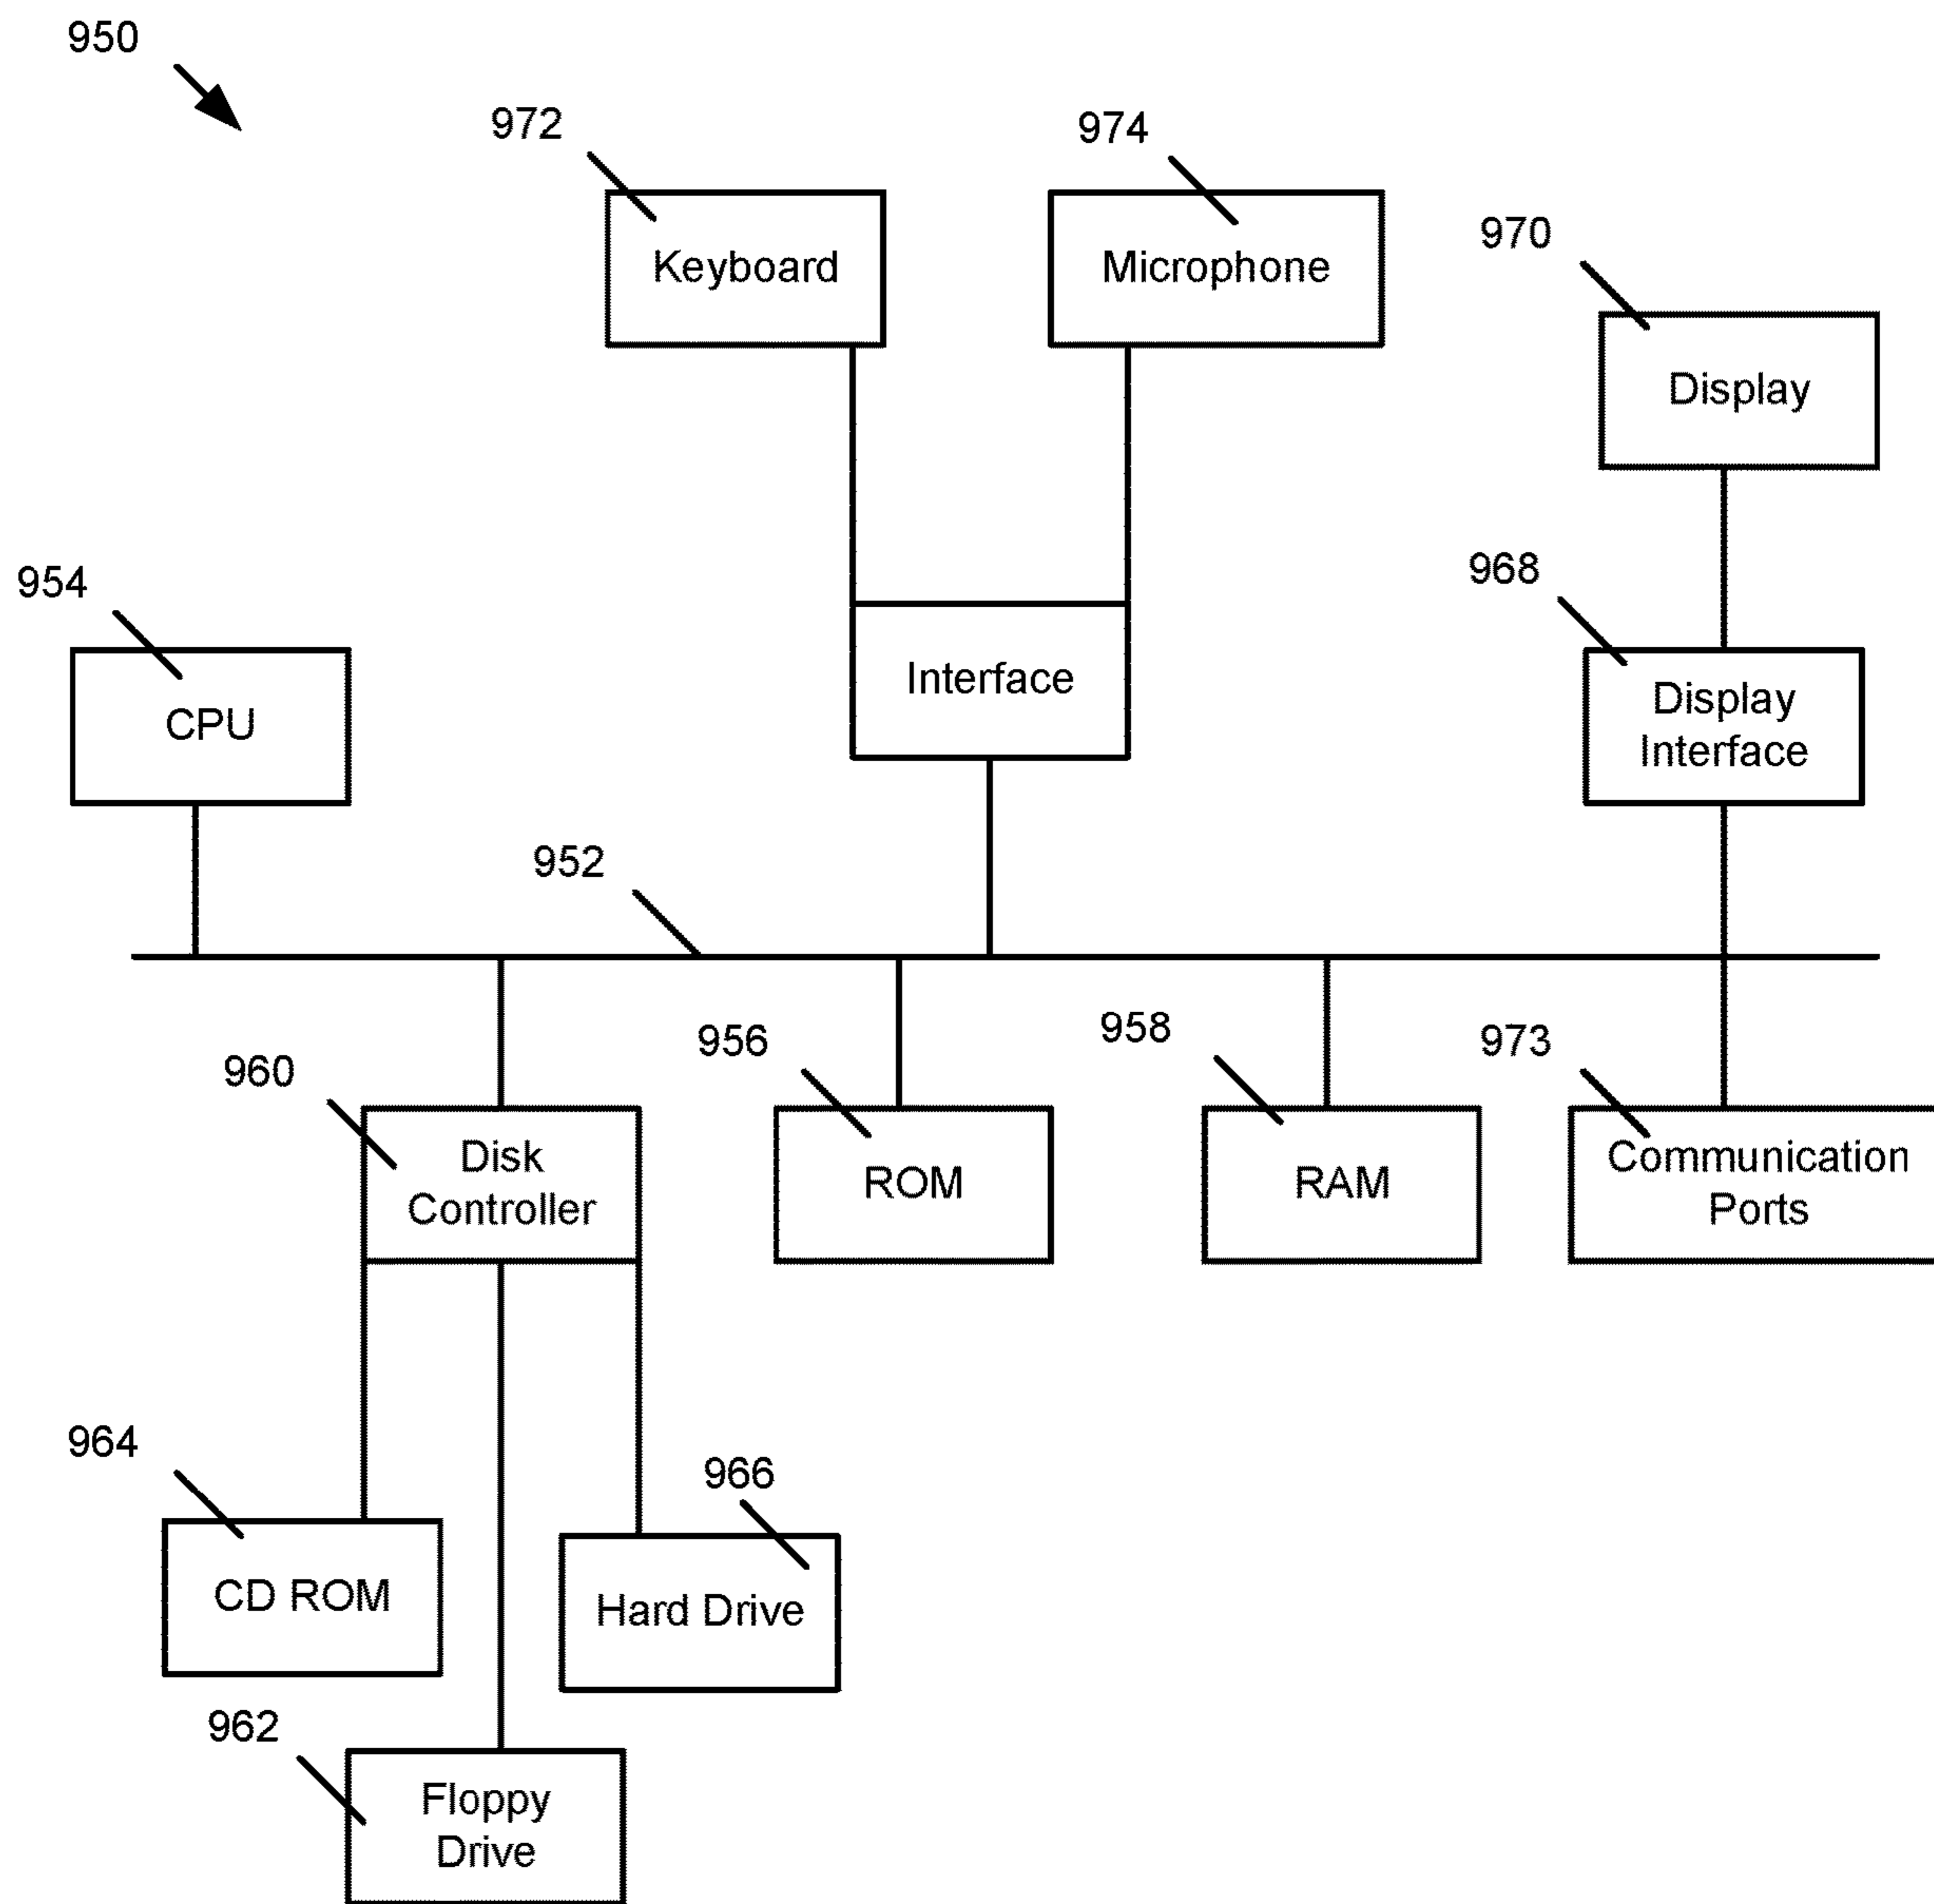 950
972
974
Keyboard
Microphone
970
Display
954
CPU
Interface
968
Display
Interface
952
960
Disk
Controller
956
ROM
958
RAM
973
Communication
Ports
964
CD ROM
966
Hard Drive
962
Floppy
Drive